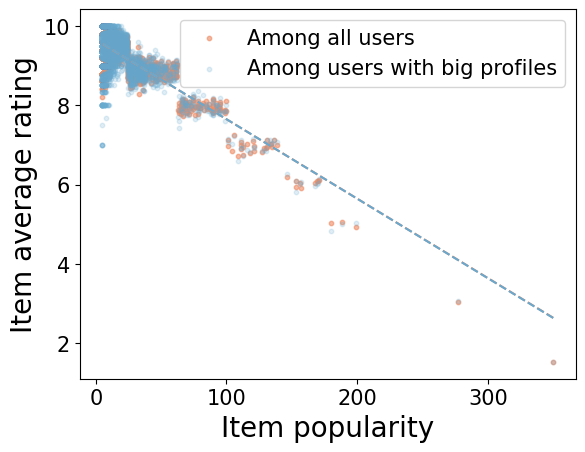 10
8
6
4
2
Item average rating
Among all users
Among users with big profiles
0
100
200
300
Item popularity